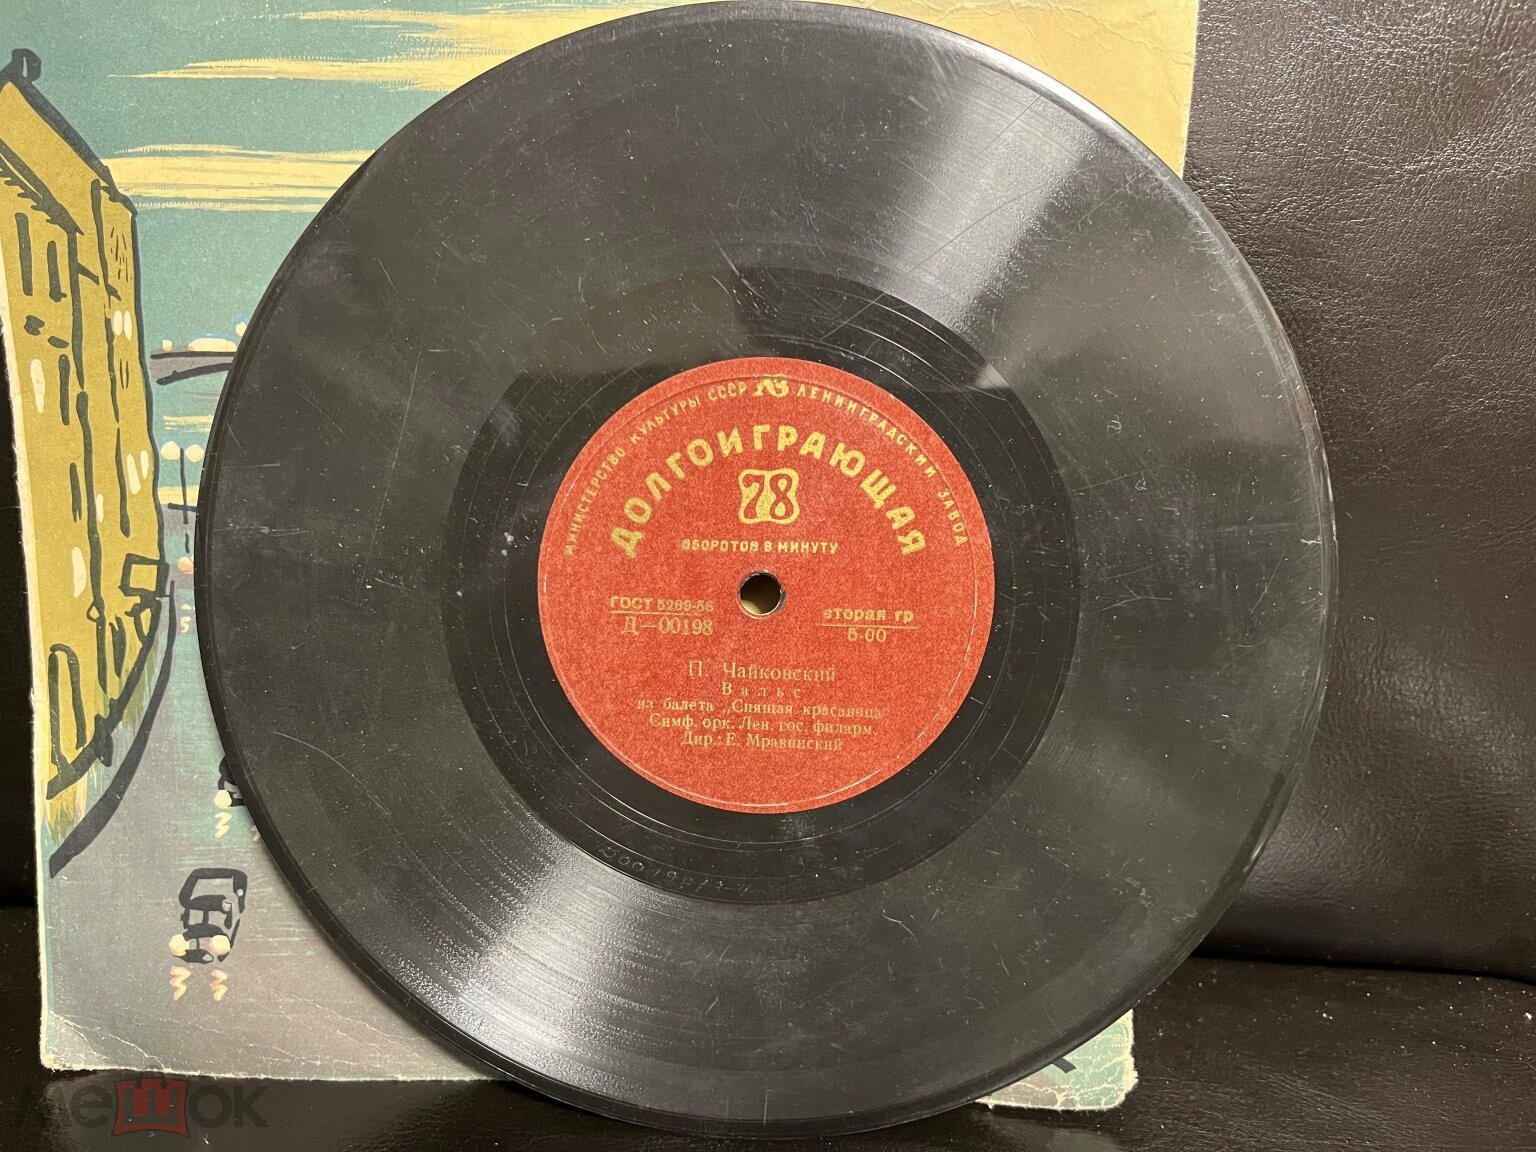 МИНИСТЕРСТВО КУЛЬТУРЫ СССР ЛЕНИНГРАДСКИЙ ЗАВОД
ДОЛГОИГРАЮЩАЯ
78
ОБОРОТОВ В МИНУТУ
ГОСТ 5289-56
Д—00198
вторая гр
5-00
П. Чайковский
Вальс
из балета „Спящая красавица"
Симф. орк. Лен. гос. филарм.
Дир.: Е. Мравинский
мешок